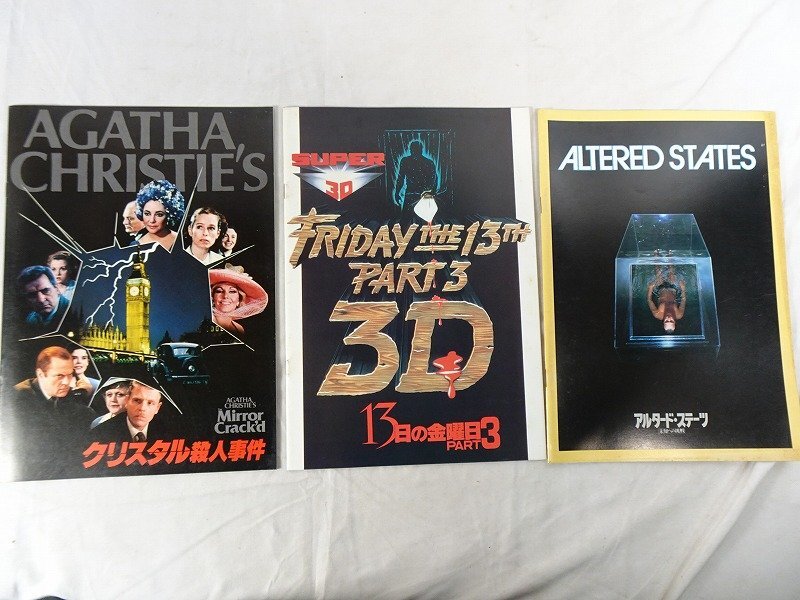 AGATHA
CHRISTIE'S
AGATHA
CHRISTIE'S
Mirror
Crack'd
クリスタル殺人事件
SUPER
3D
FRIDAY THE 13TH
PART 3
3D
13日の金曜日
PART3
ALTERED STATES
アルタード・ステーツ